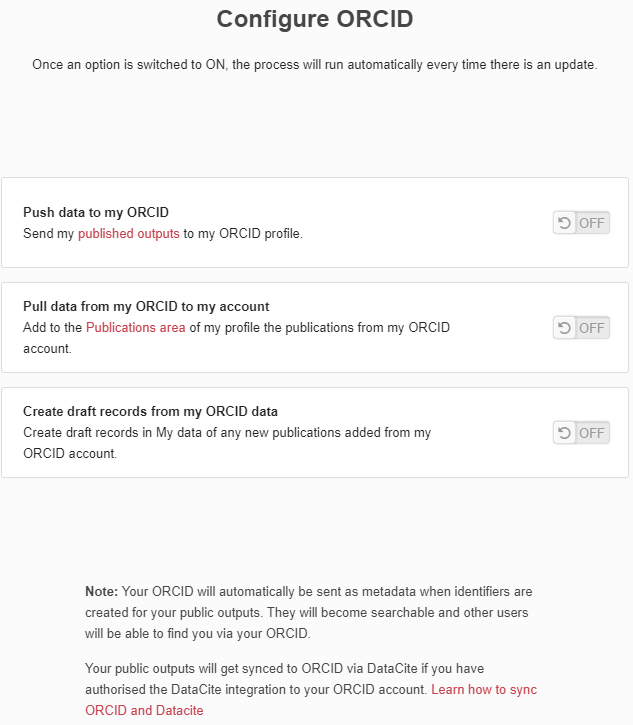 Configure ORCID
Once an option is switched to ON, the process will run automatically every time there is an update.
Push data to my ORCID
Send my published outputs to my ORCID profile.
OFF
Pull data from my ORCID to my account
Add to the Publications area of my profile the publications from my ORCID
account.
OFF
Create draft records from my ORCID data
Create draft records in My data of any new publications added from my
ORCID account.
OFF
Note: Your ORCID will automatically be sent as metadata when identifiers are
created for your public outputs. They will become searchable and other users
will be able to find you via your ORCID.
Your public outputs will get synced to ORCID via DataCite if you have
authorised the DataCite integration to your ORCID account. Learn how to sync
ORCID and Datacite